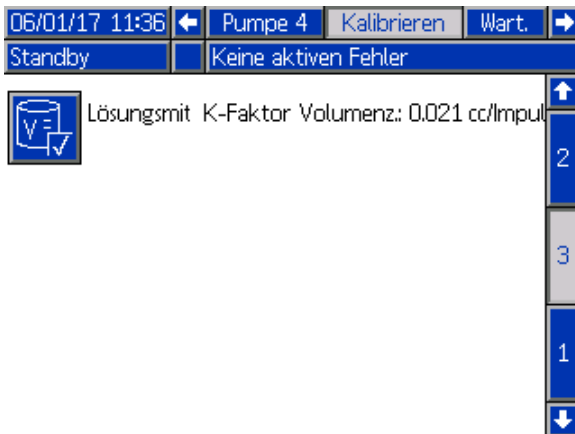 06/01/17 11:36 Pumpe 4 Kalibrieren Wart.
Standby Keine aktiven Fehler
Lösungsmit K-Faktor Volumenz.: 0.021 cc/Impul
2
3
1